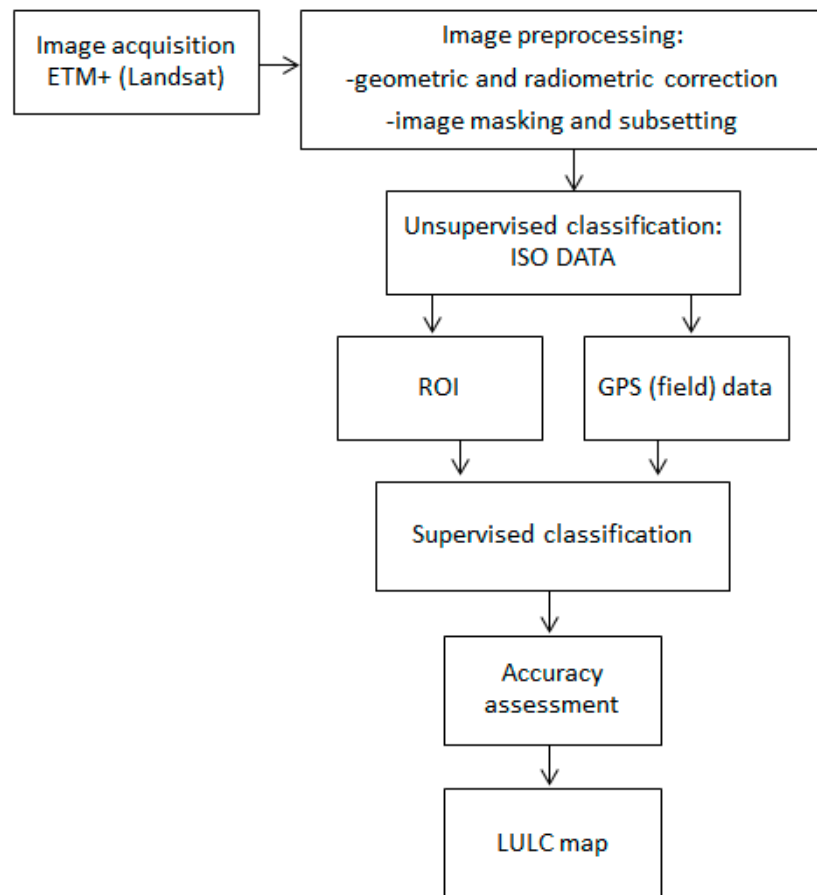 Image acquisition
ETM+ (Landsat)
Image preprocessing:
-geometric and radiometric correction
-image masking and subsetting
Unsupervised classification:
ISO DATA
ROI
GPS (field) data
Supervised classification
Accuracy
assessment
LULC map